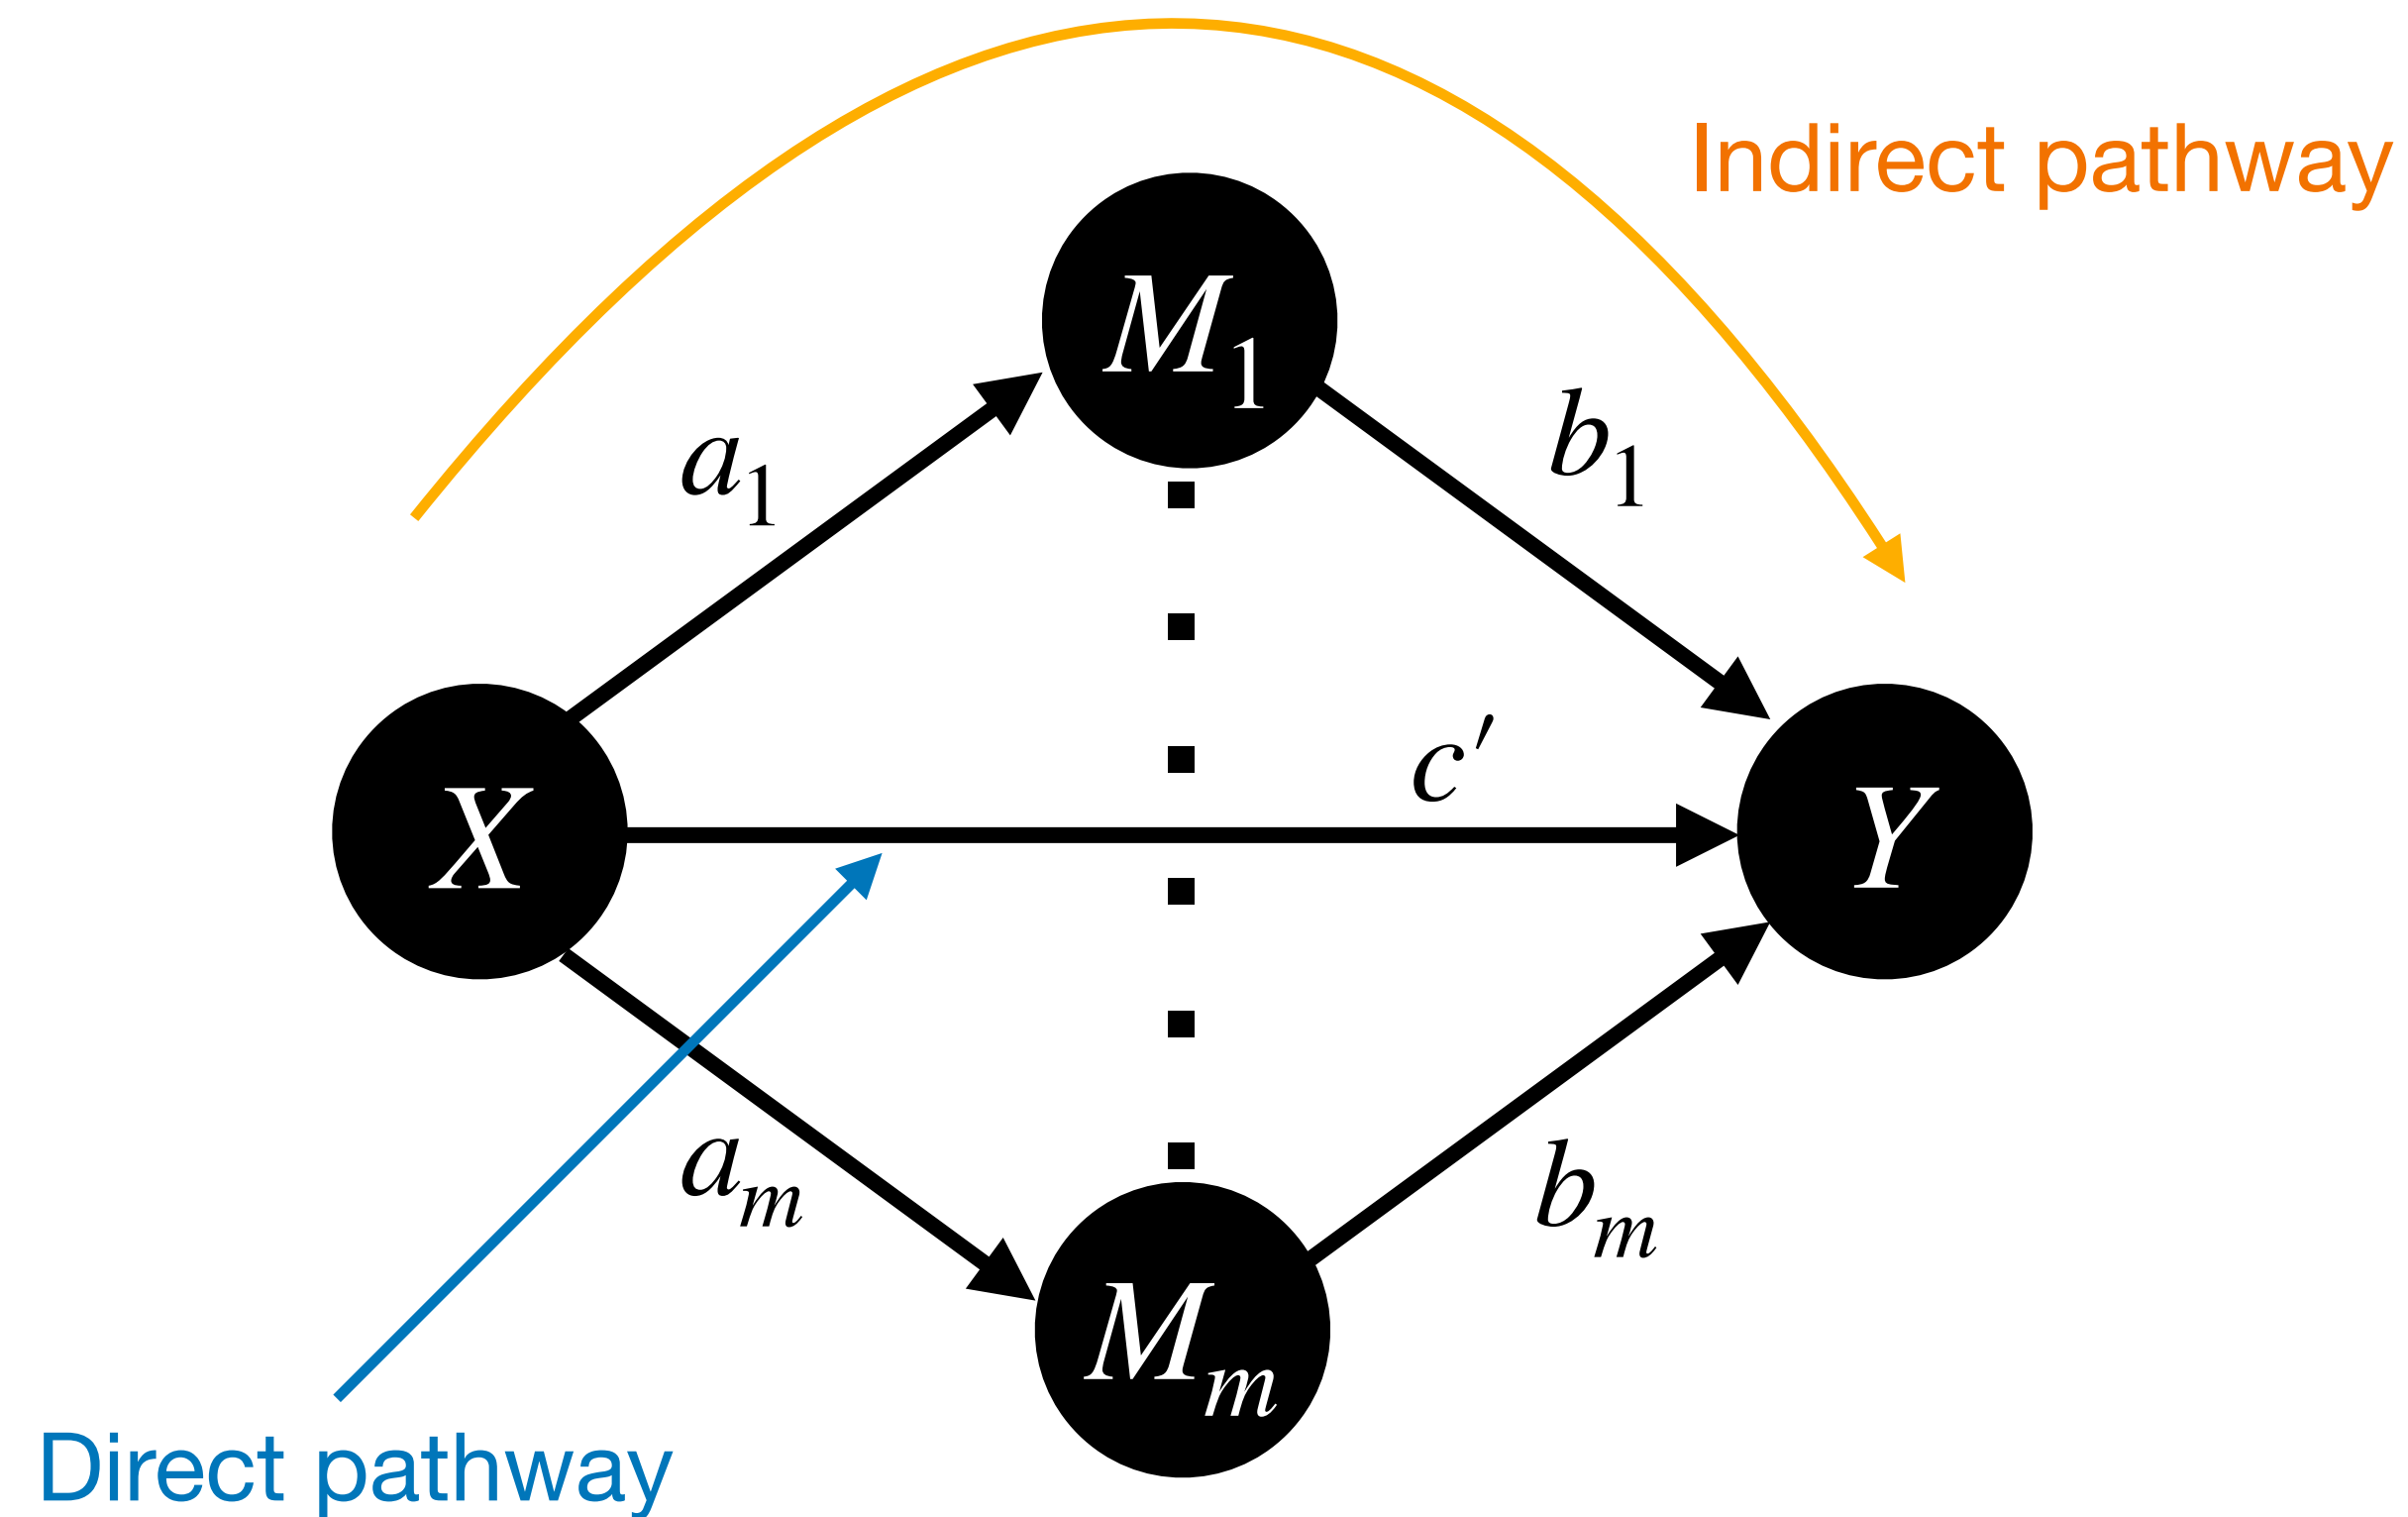 Indirect pathway
M1
a1
b1
c′
X
Y
am
bm
Mm
Direct pathway